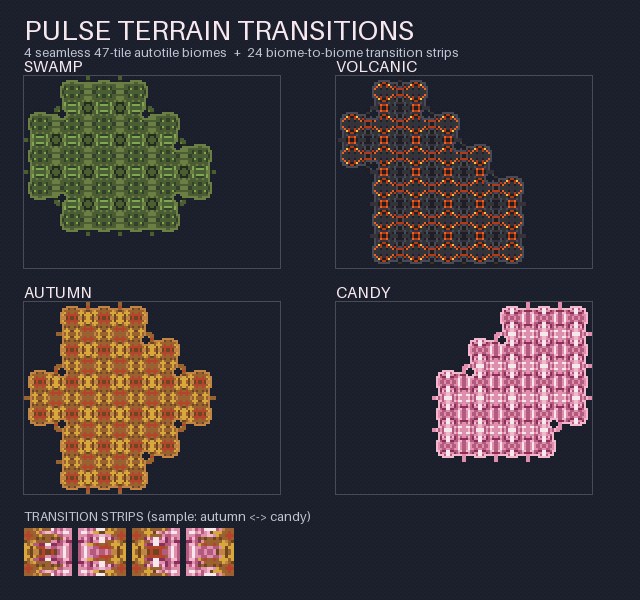 PULSE TERRAIN TRANSITIONS
4 seamless 47-tile autotile biomes + 24 biome-to-biome transition strips
SWAMP
VOLCANIC
AUTUMN
CANDY
TRANSITION STRIPS (sample: autumn <-> candy)